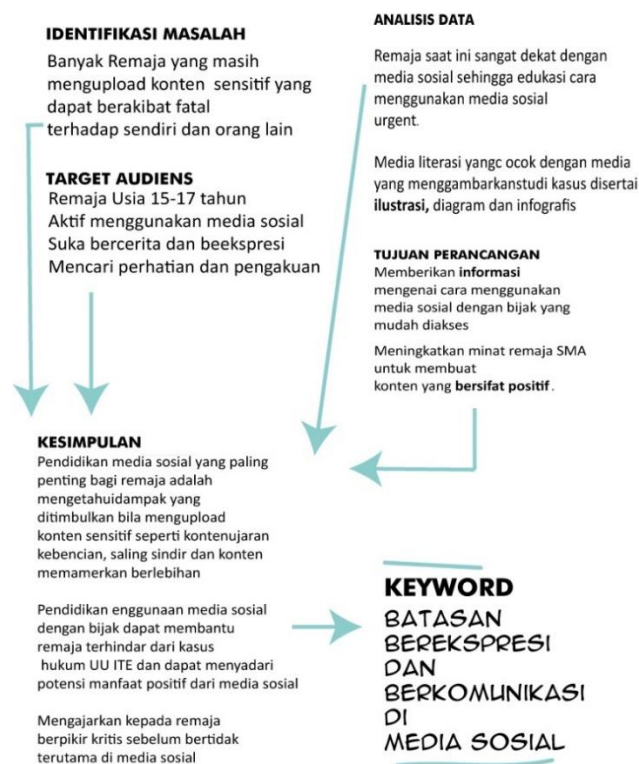 IDENTIFIKASI MASALAH
Banyak Remaja yang masih
mengupload konten  sensitif yang
dapat berakibat fatal
terhadap sendiri dan orang lain
TARGET AUDIENS
Remaja Usia 15-17 tahun
Aktif menggunakan media sosial
Suka bercerita dan beekspresi
Mencari perhatian dan pengakuan
ANALISIS DATA
Remaja saat ini sangat dekat dengan
media sosial sehingga edukasi cara
menggunakan media sosial
urgent.
Media literasi yangc ocok dengan media
yang menggambarkanstudi kasus disertai
ilustrasi, diagram dan infografis
TUJUAN PERANCANGAN
Memberikan informasi
mengenai cara menggunakan
media sosial dengan bijak yang
mudah diakses
Meningkatkan minat remaja SMA
untuk membuat
konten yang bersifat positif.
KESIMPULAN
Pendidikan media sosial yang paling
penting bagi remaja adalah
mengetahuidampak yang
ditimbulkan bila mengupload
konten sensitif seperti kontenujaran
kebencian, saling sindir dan konten
memamerkan berlebihan
Pendidikan enggunaan media sosial
dengan bijak dapat membantu
remaja terhindar dari kasus
hukum UU ITE dan dapat menyadari
potensi manfaat positif dari media sosial
Mengajarkan kepada remaja
berpikir kritis sebelum bertidak
terutama di media sosial
KEYWORD
BATASAN
BEREKSPRESI
DAN
BERKOMUNIKASI
DI
MEDIA SOSIAL